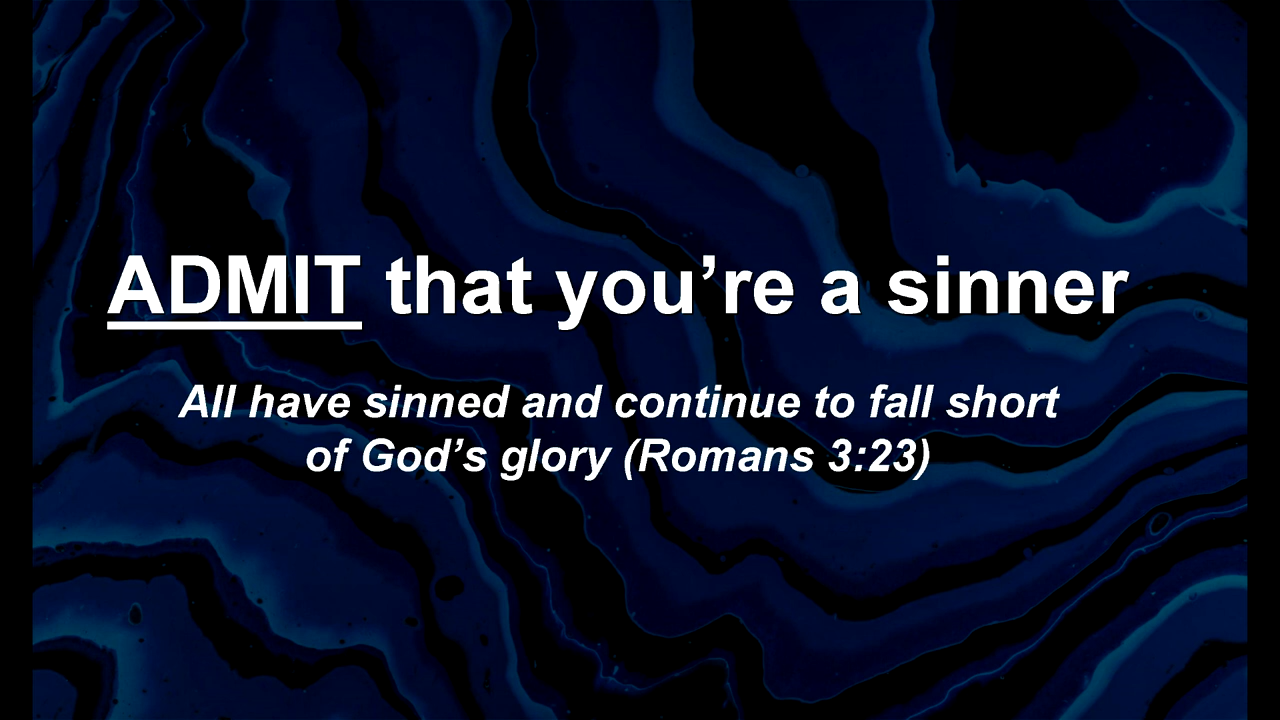 ADMIT that you’re a sinner
All have sinned and continue to fall short
of God’s glory (Romans 3:23)